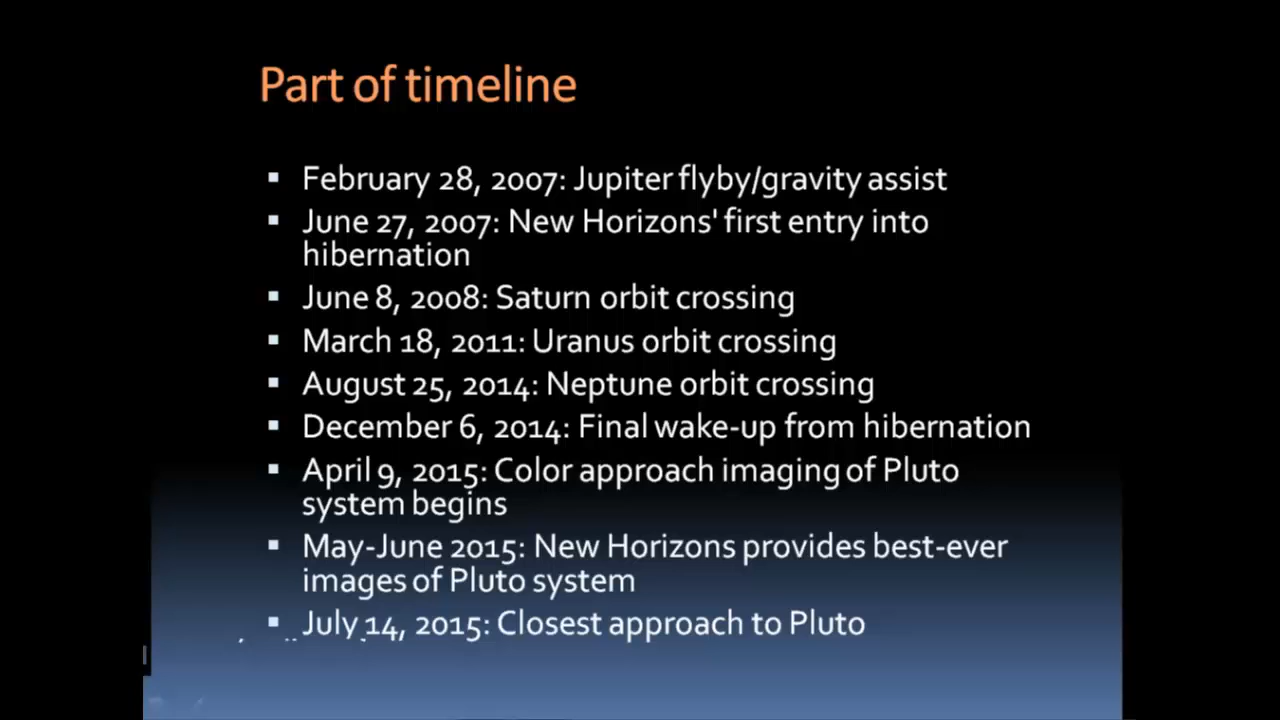 Part of timeline
▪ February 28, 2007: Jupiter flyby/gravity assist
▪ June 27, 2007: New Horizons' first entry into
hibernation
▪ June 8, 2008: Saturn orbit crossing
▪ March 18, 2011: Uranus orbit crossing
▪ August 25, 2014: Neptune orbit crossing
▪ December 6, 2014: Final wake-up from hibernation
▪ April 9, 2015: Color approach imaging of Pluto
system begins
▪ May-June 2015: New Horizons provides best-ever
images of Pluto system
▪ July 14, 2015: Closest approach to Pluto